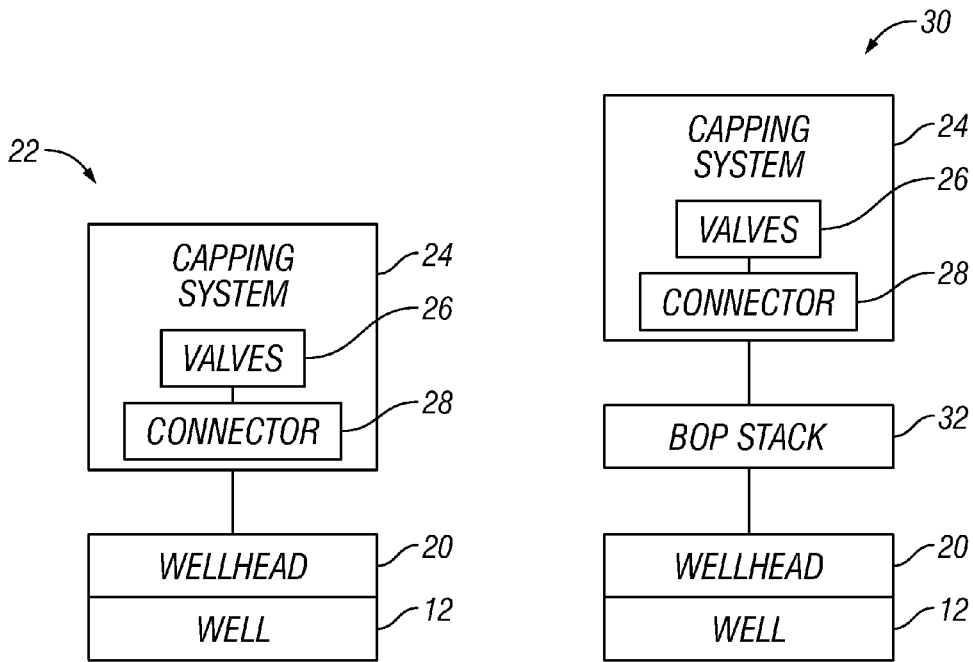 22
CAPPING
SYSTEM
24
VALVES
26
CONNECTOR
28
WELLHEAD
20
WELL
12
30
CAPPING
SYSTEM
24
VALVES
26
CONNECTOR
28
BOP STACK
32
WELLHEAD
20
WELL
12